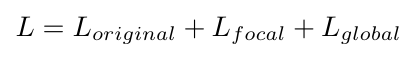 L = L_{original} + L_{focal} + L_{global}